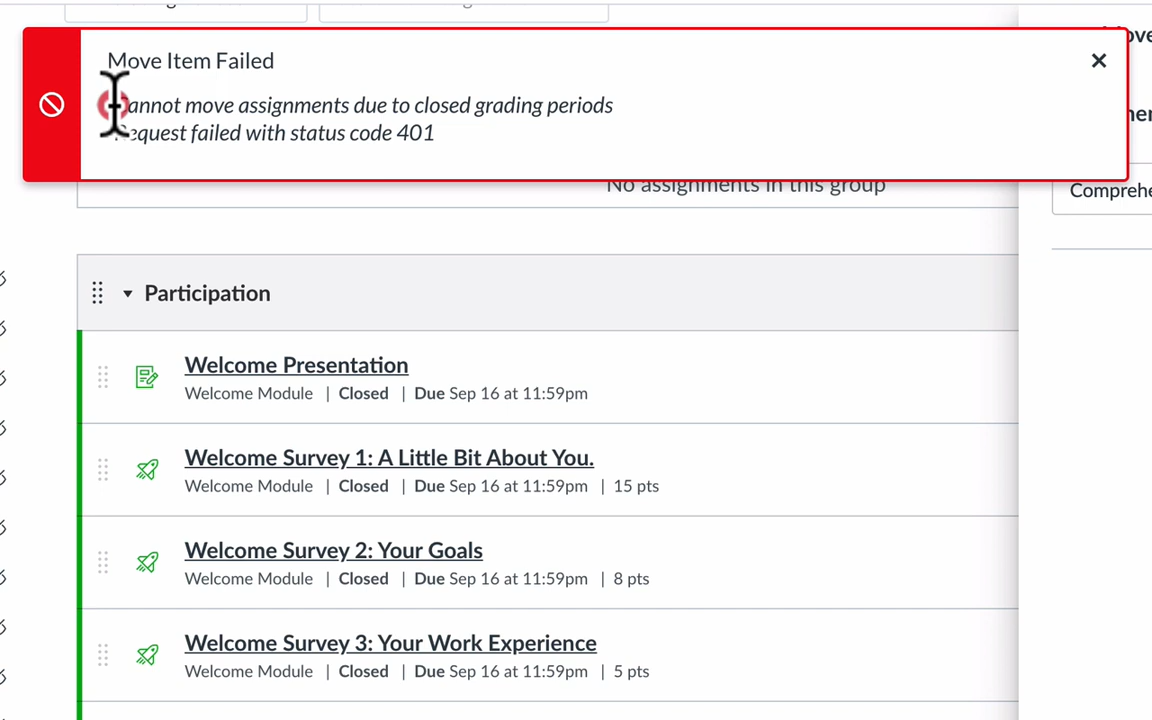 Move Item Failed
annot move assignments due to closed grading periods
equest failed with status code 401
No assignments in this group
Comprehe
Participation
Welcome Presentation
Welcome Module | Closed | Due Sep 16 at 11:59pm
Welcome Survey 1: A Little Bit About You.
Welcome Module | Closed | Due Sep 16 at 11:59pm | 15 pts
Welcome Survey 2: Your Goals
Welcome Module | Closed | Due Sep 16 at 11:59pm | 8 pts
Welcome Survey 3: Your Work Experience
Welcome Module | Closed | Due Sep 16 at 11:59pm | 5 pts